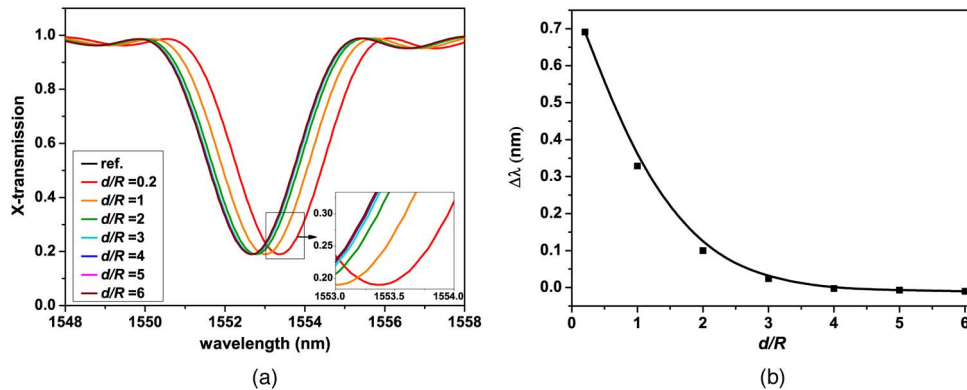 X-transmission
1.0
0.8
0.6
0.4
0.2
0.0
ref.
d/R =0.2
d/R =1
d/R =2
d/R =3
d/R =4
d/R =5
d/R =6
0.30
0.25
0.20
1553.0 1553.5 1554.0
1548 1550 1552 1554 1556 1558
wavelength (nm)
(a)
Δλ (nm)
0.7
0.6
0.5
0.4
0.3
0.2
0.1
0.0
0 1 2 3 4 5 6
d/R
(b)